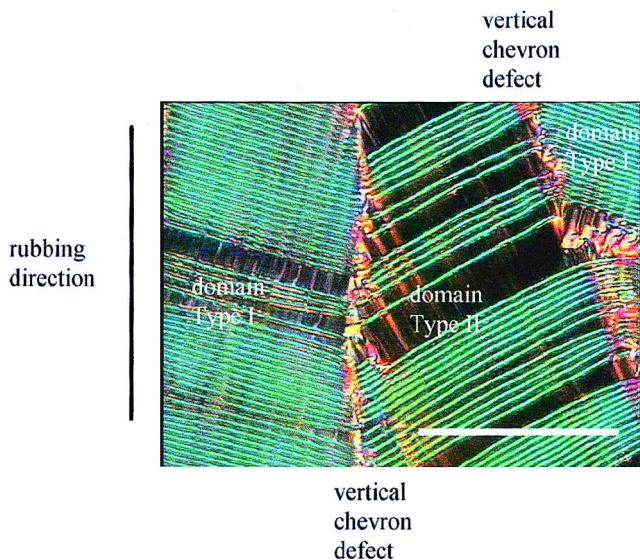 vertical
chevron
defect
domain
Type I
rubbing
direction
domain
Type I
domain
Type II
vertical
chevron
defect